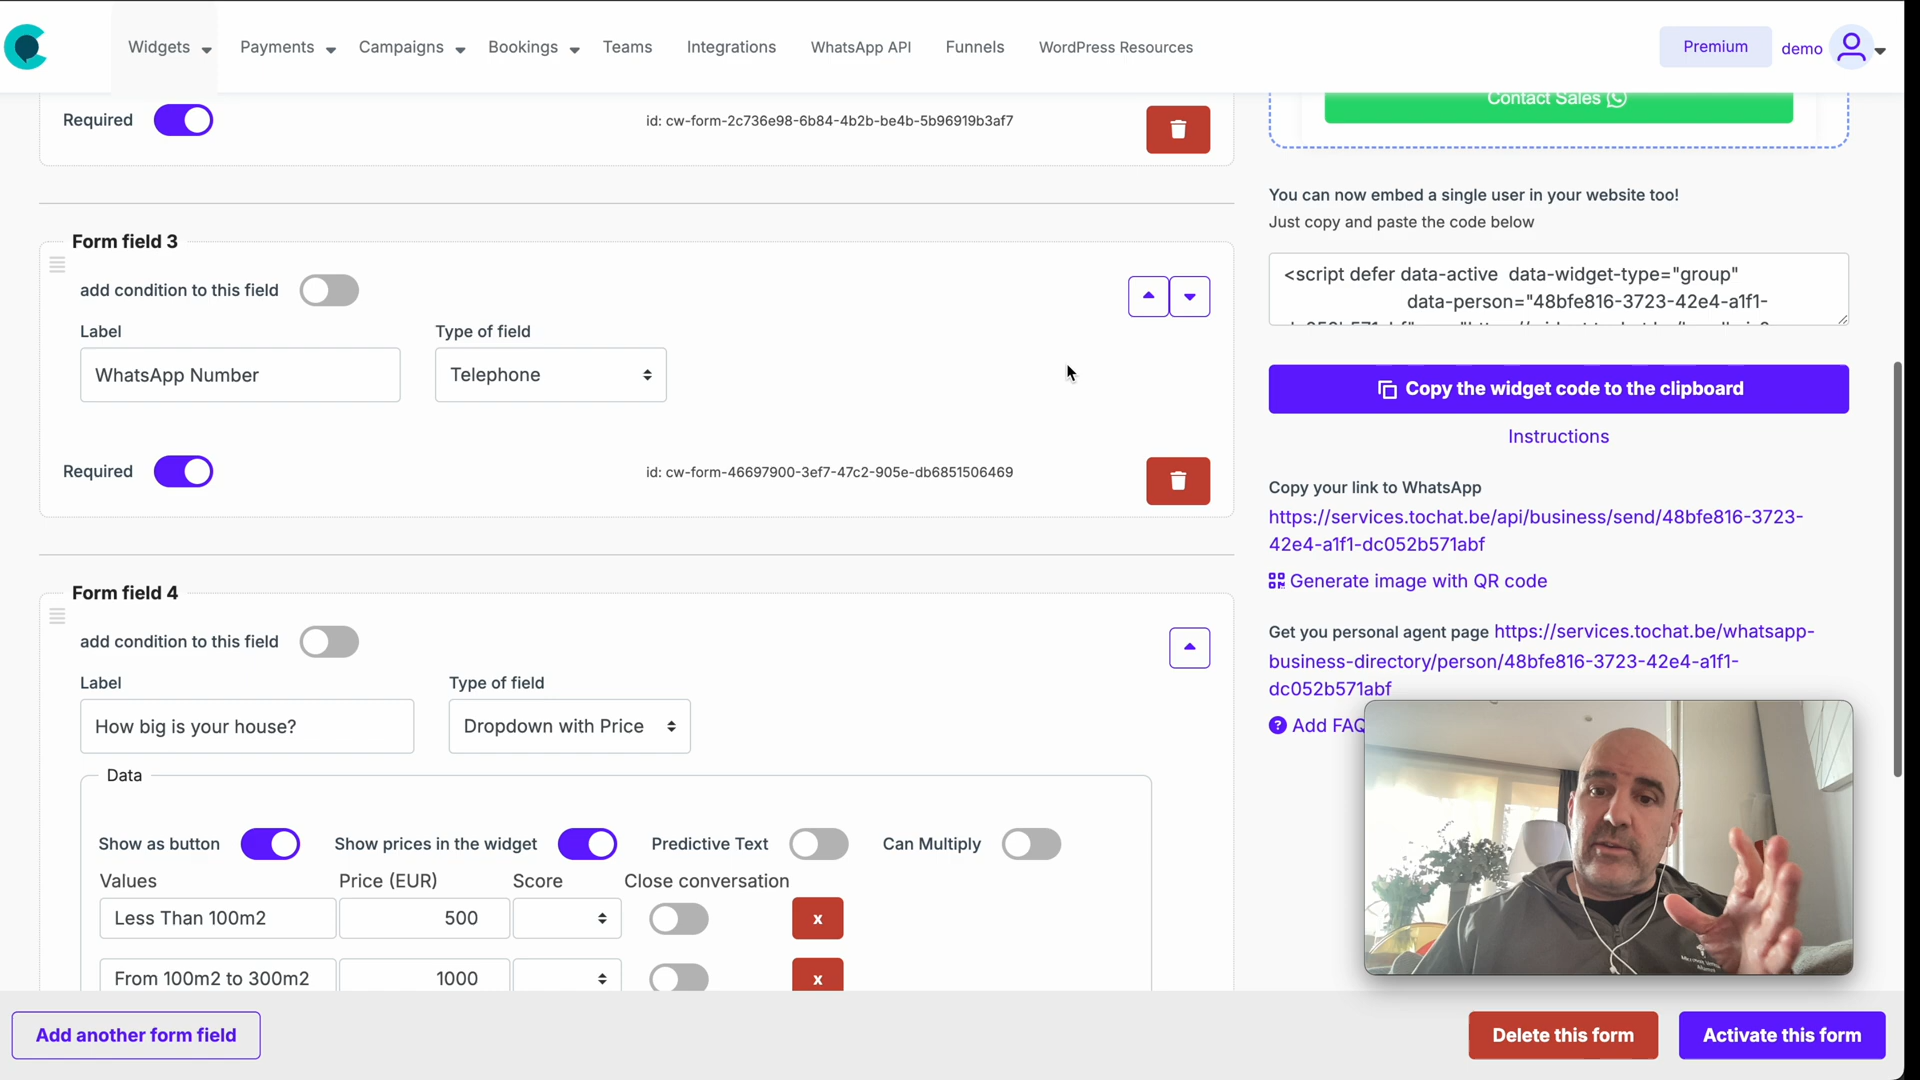 Widgets
Payments
Campaigns
Bookings
Teams
Integrations
WhatsApp API
Funnels
WordPress Resources
Premium
demo
Required
id: cw-form-2c736e98-6b84-4b2b-be4b-5b96919b3af7
Form field 3
add condition to this field
Label
Type of field
WhatsApp Number
Telephone
Required
id: cw-form-46697900-3ef7-47c2-905e-db6851506469
Form field 4
add condition to this field
Label
Type of field
How big is your house?
Dropdown with Price
Data
Show as button
Show prices in the widget
Predictive Text
Can Multiply
Values
Price (EUR)
Score
Close conversation
Less Than 100m2
500
x
From 100m2 to 300m2
1000
x
Contact Sales
You can now embed a single user in your website too!
Just copy and paste the code below
<script defer data-active data-widget-type="group"
data-person="48bfe816-3723-42e4-a1f1-
Copy the widget code to the clipboard
Instructions
Copy your link to WhatsApp
https://services.tochat.be/api/business/send/48bfe816-3723-
42e4-a1f1-dc052b571abf
Generate image with QR code
Get you personal agent page https://services.tochat.be/whatsapp-
business-directory/person/48bfe816-3723-42e4-a1f1-
dc052b571abf
Add FAQ
Add another form field
Delete this form
Activate this form